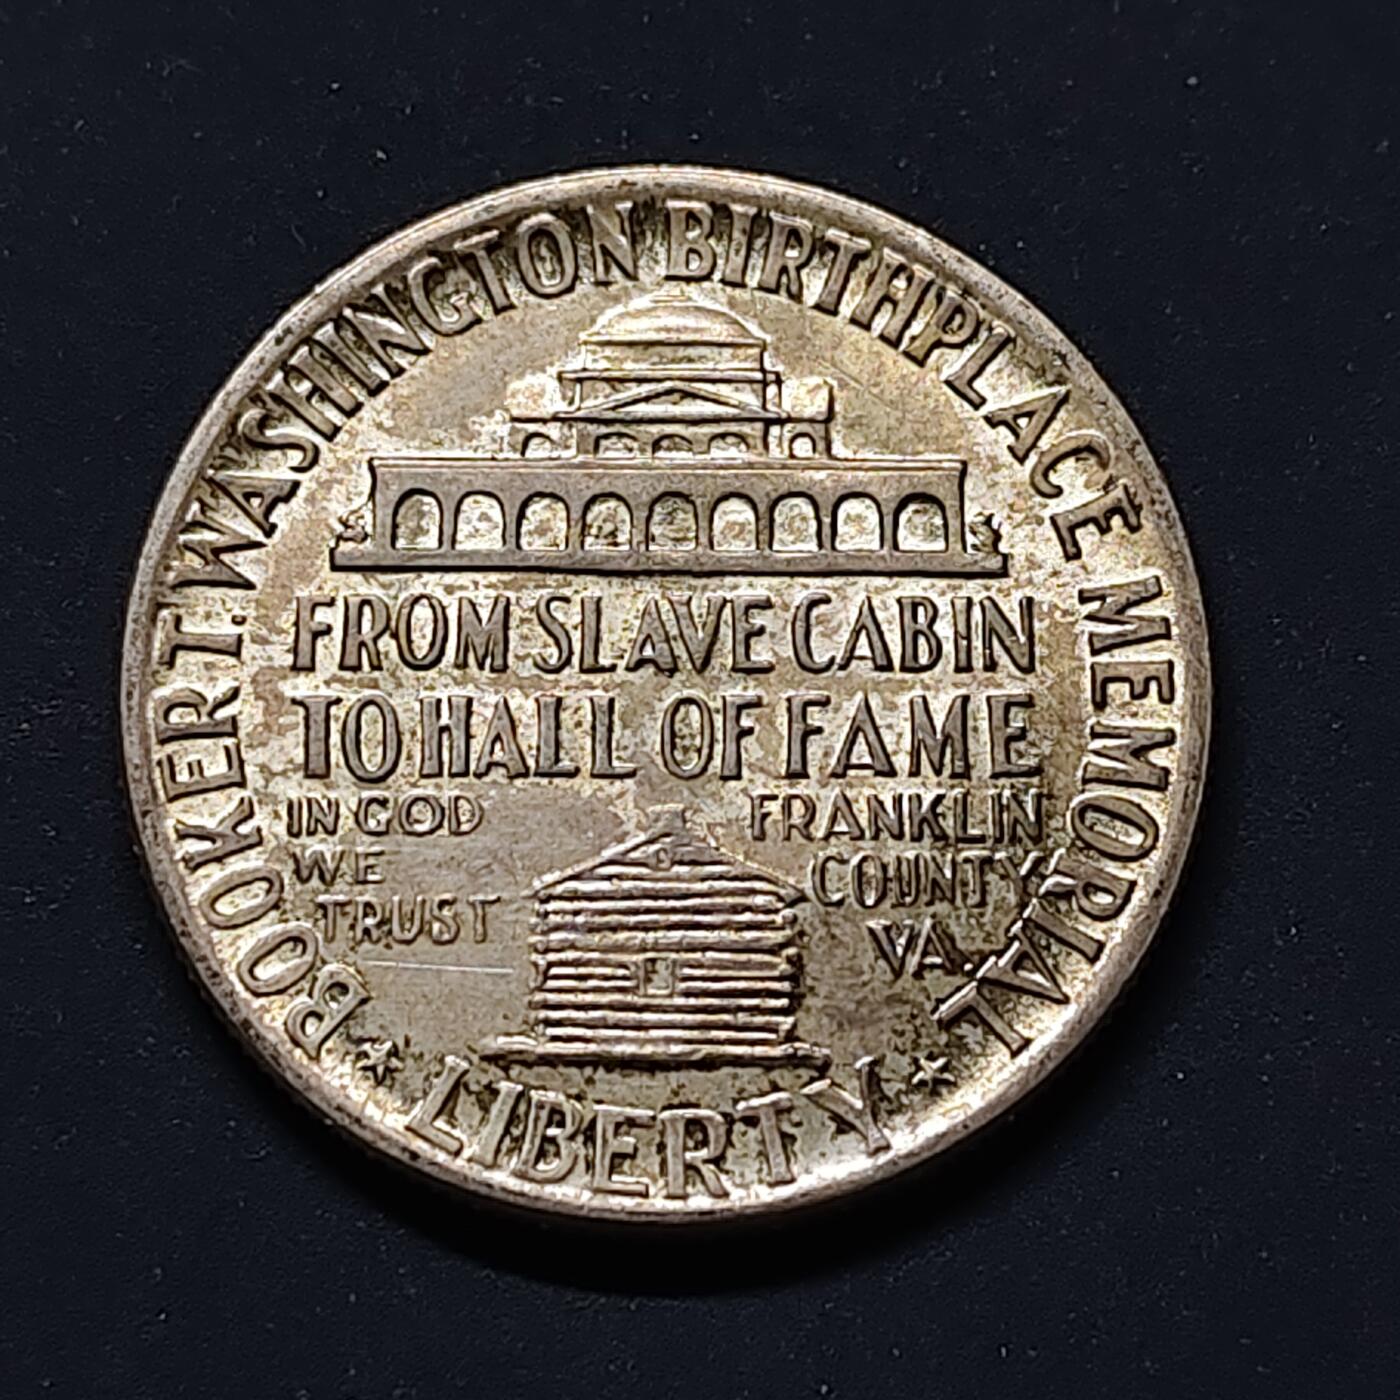 BOOKER T. WASHINGTON BIRTHPLACE MEMORIAL
FROM SLAVE CABIN
TO HALL OF FAME
IN GOD
WE
TRUST
FRANKLIN
COUNTY
VA.
LIBERTY